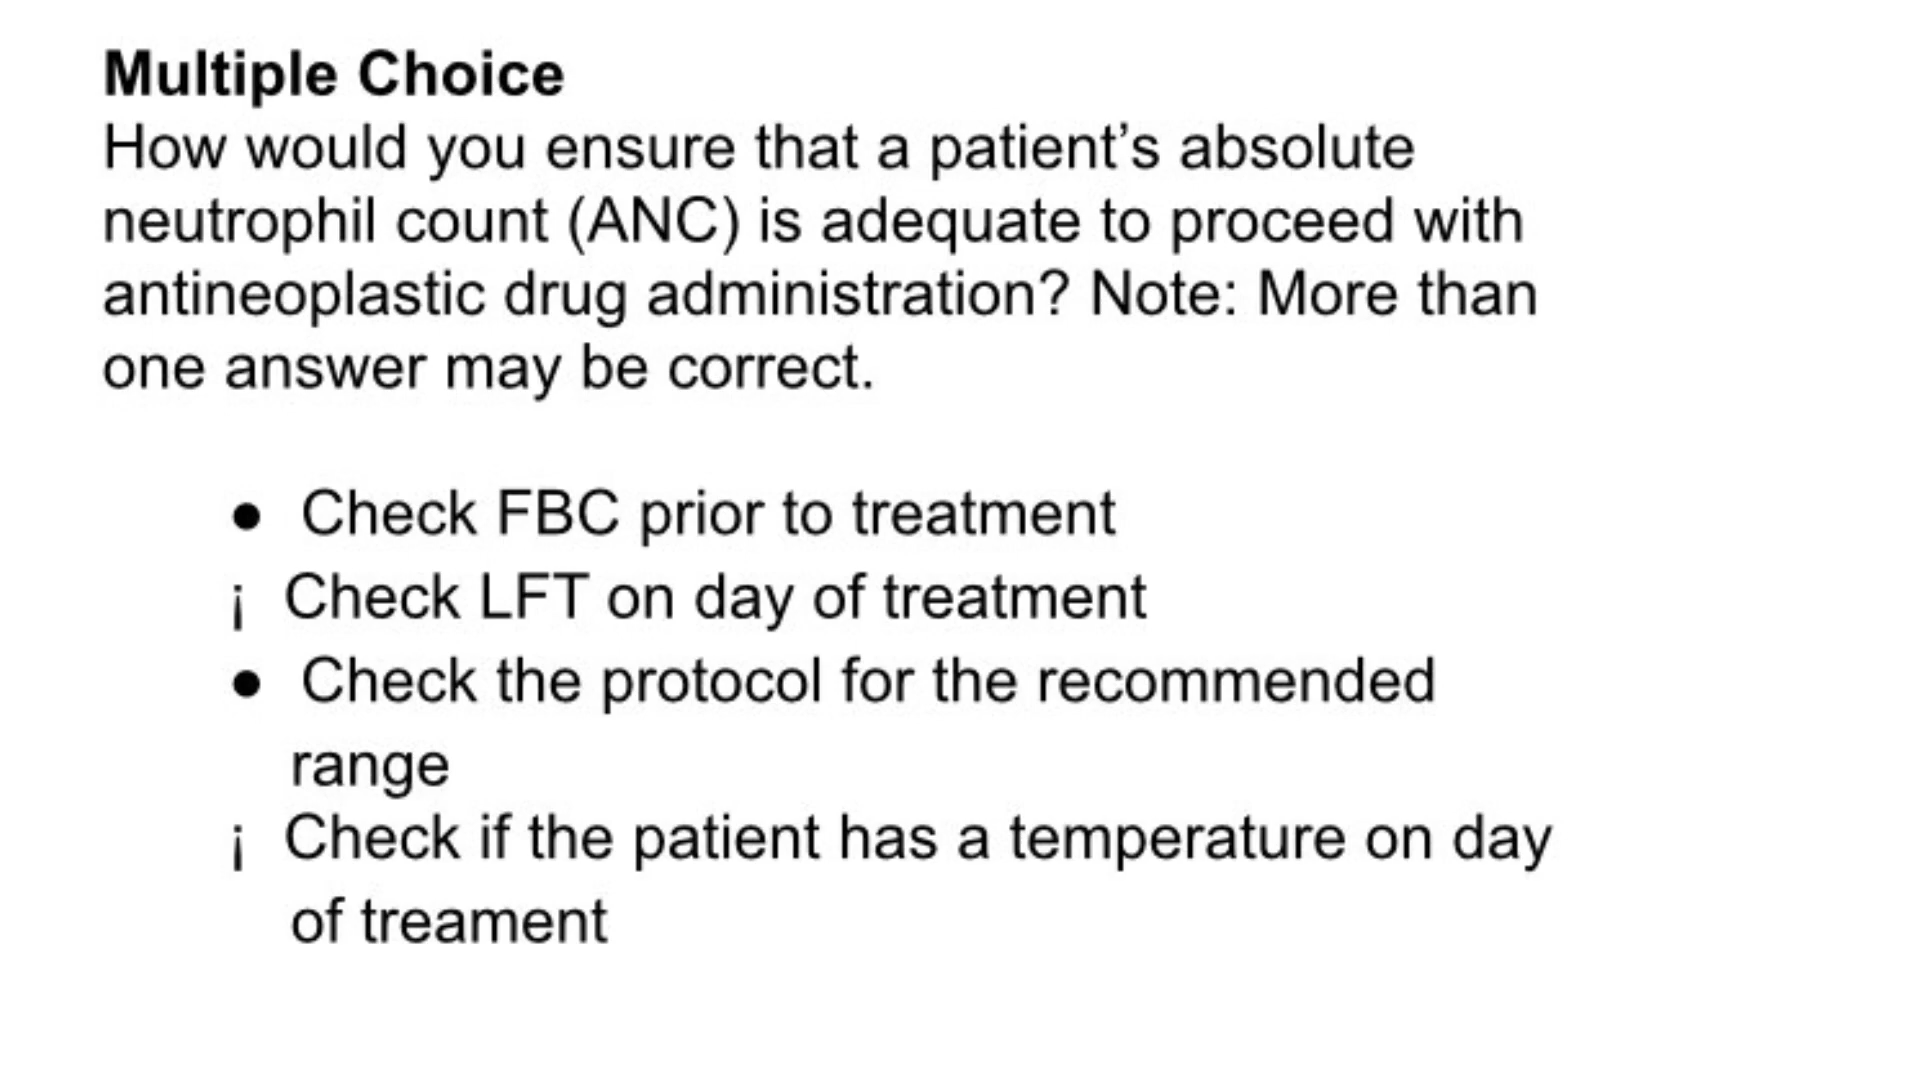 Multiple Choice
How would you ensure that a patient’s absolute
neutrophil count (ANC) is adequate to proceed with
antineoplastic drug administration? Note: More than
one answer may be correct.
● Check FBC prior to treatment
¡ Check LFT on day of treatment
● Check the protocol for the recommended
range
¡ Check if the patient has a temperature on day
of treament